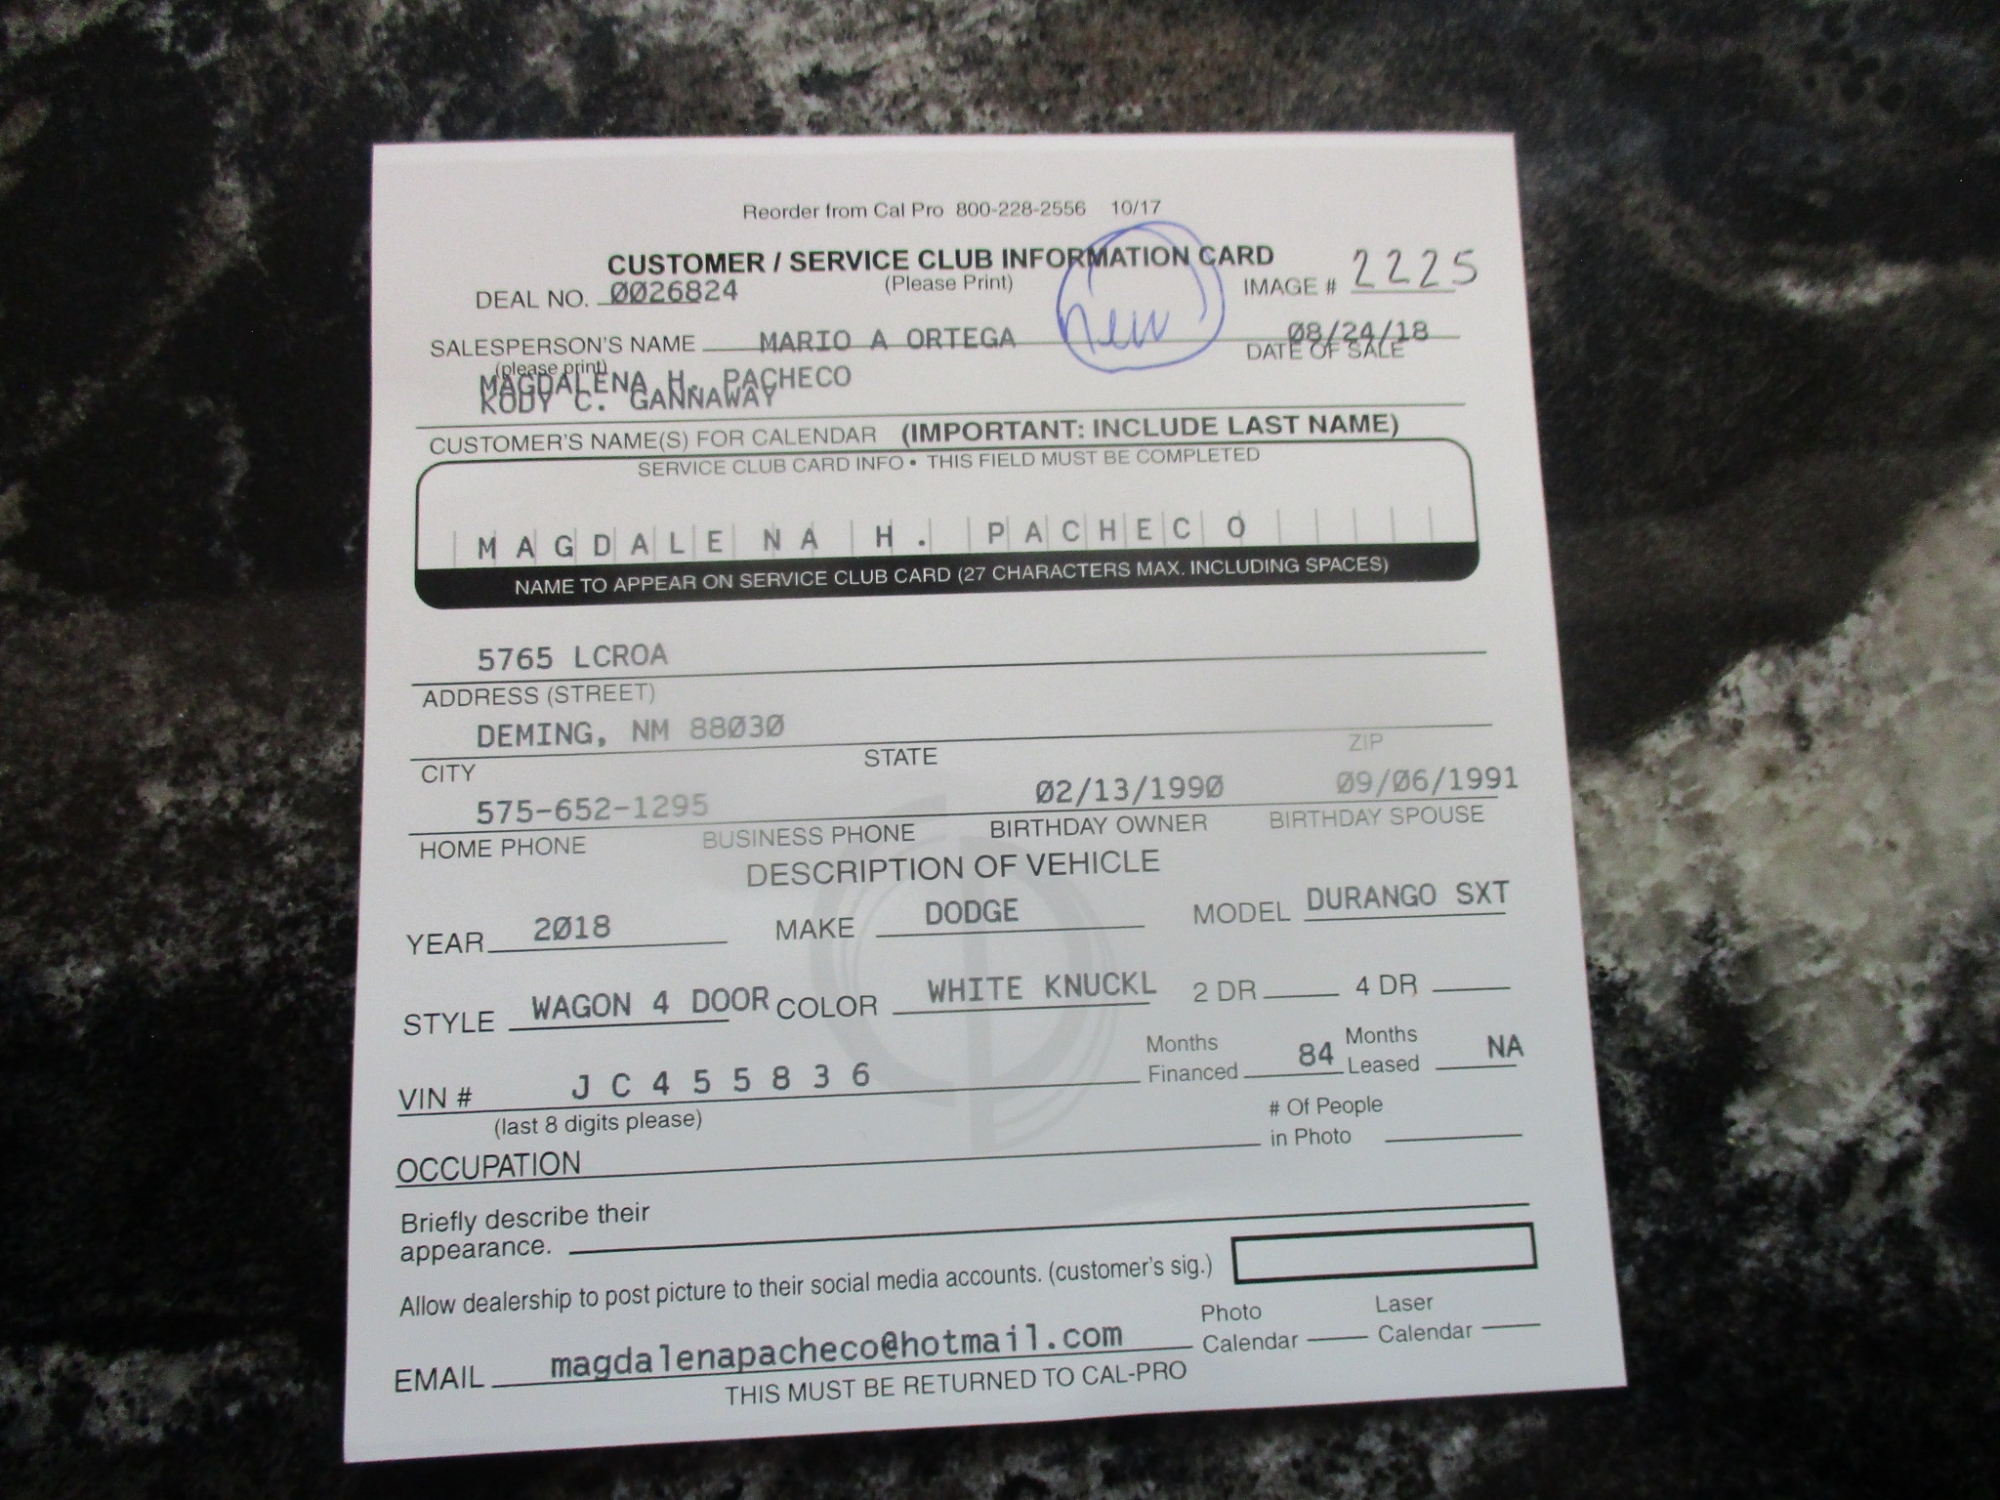 Reorder from Cal Pro 800-228-2556 10/17
CUSTOMER / SERVICE CLUB INFORMATION CARD
(Please Print)
DEAL NO. 0026824
IMAGE # 2225
new
SALESPERSON'S NAME MARIO A ORTEGA 08/24/18
(please print) DATE OF SALE
MAGDALENA H. PACHECO
KODY C. GANNAWAY
CUSTOMER'S NAME(S) FOR CALENDAR (IMPORTANT: INCLUDE LAST NAME)
SERVICE CLUB CARD INFO • THIS FIELD MUST BE COMPLETED
MAGDALENA H. PACHECO
NAME TO APPEAR ON SERVICE CLUB CARD (27 CHARACTERS MAX. INCLUDING SPACES)
5765 LCROA
ADDRESS (STREET)
DEMING, NM 88030
CITY STATE ZIP
575-652-1295 02/13/1990 09/06/1991
HOME PHONE BUSINESS PHONE BIRTHDAY OWNER BIRTHDAY SPOUSE
DESCRIPTION OF VEHICLE
YEAR 2018 MAKE DODGE MODEL DURANGO SXT
STYLE WAGON 4 DOOR COLOR WHITE KNUCKL 2 DR 4 DR
VIN # J C 4 5 5 8 3 6 Months Financed 84 Months Leased NA
(last 8 digits please)
OCCUPATION # Of People in Photo
Briefly describe their
appearance.
Allow dealership to post picture to their social media accounts. (customer's sig.)
EMAIL magdalenapacheco@hotmail.com Photo Calendar Laser Calendar
THIS MUST BE RETURNED TO CAL-PRO